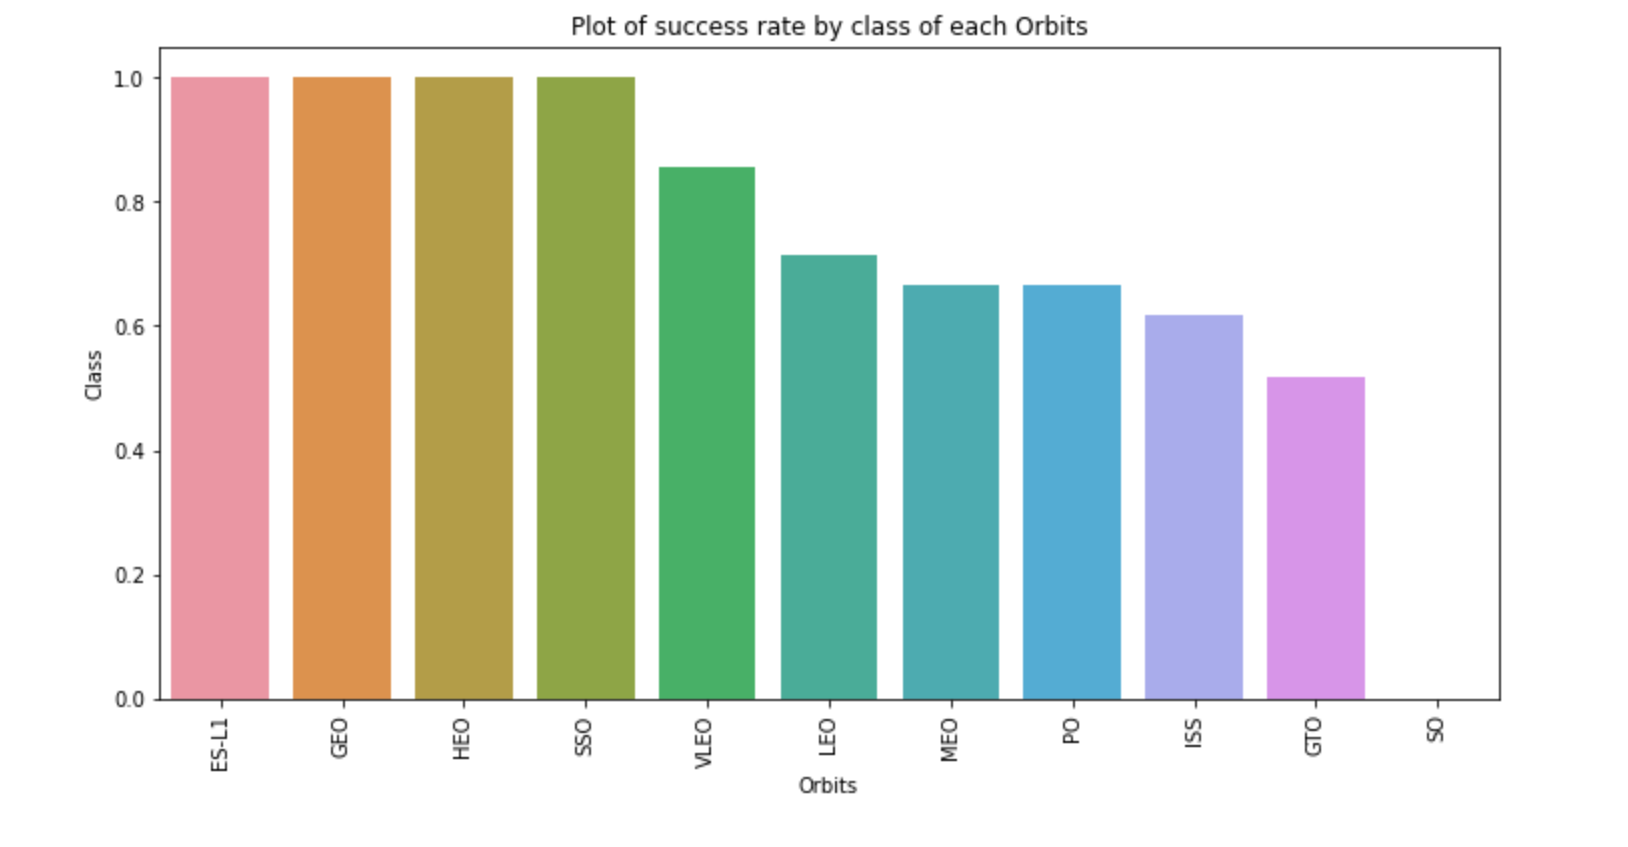 Plot of success rate by class of each Orbits
1.0
0.8
0.6
0.4
0.2
0.0
Class
ES-L1
GEO
HEO
SSO
VLEO
LEO
MEO
PO
ISS
GTO
SO
Orbits